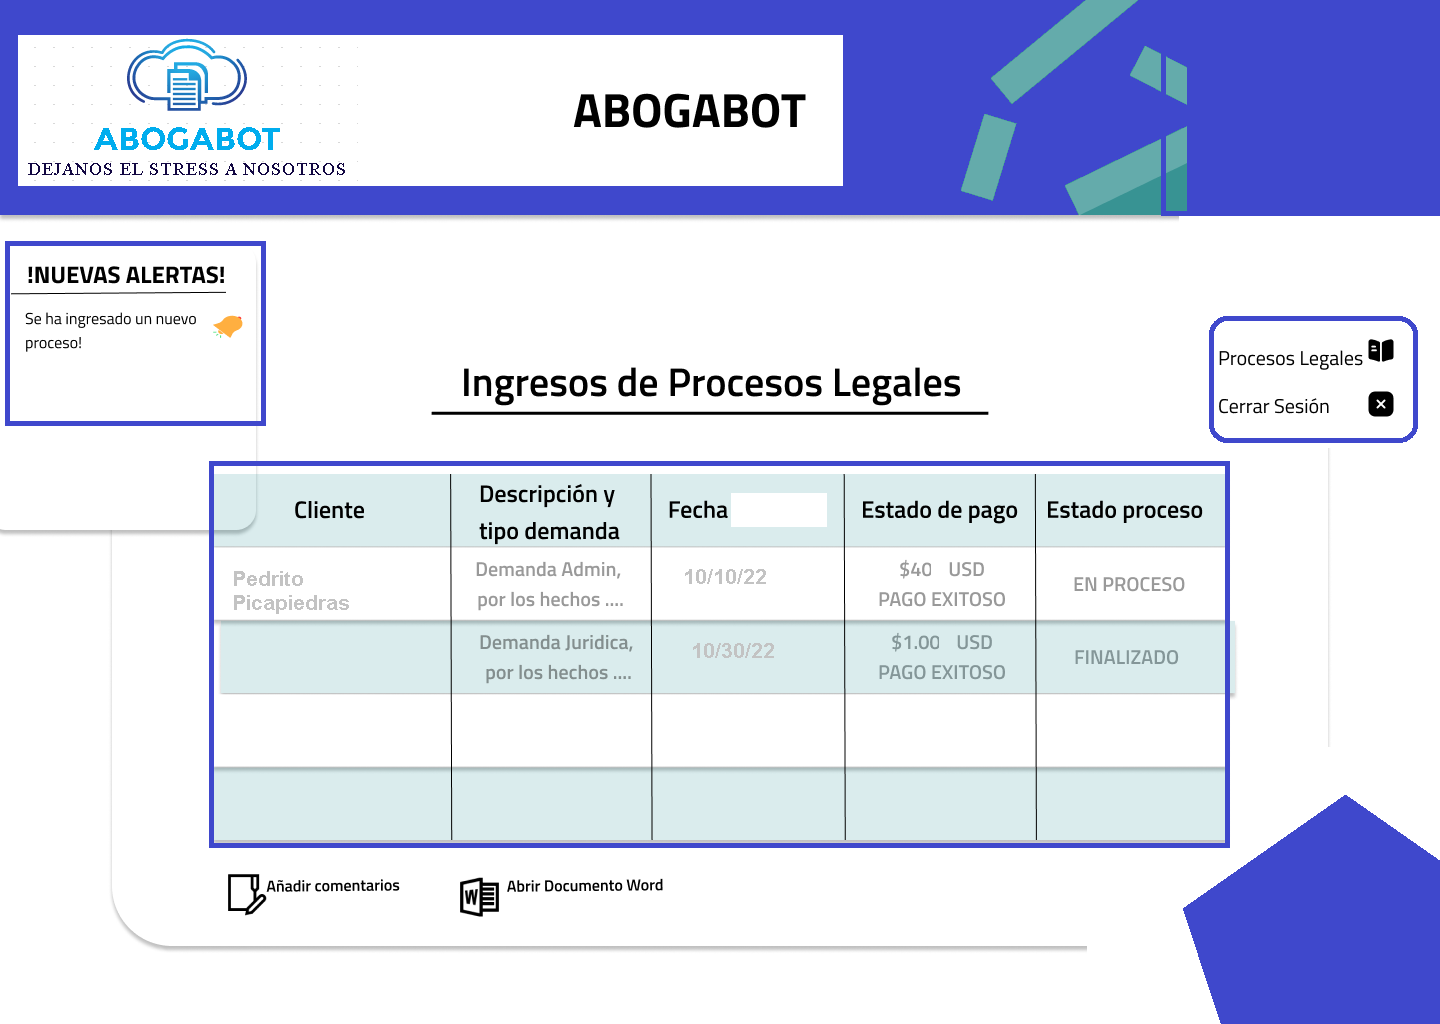 ABOGABOT
DEJANOS EL STRESS A NOSOTROS
ABOGABOT
!NUEVAS ALERTAS!
Se ha ingresado un nuevo
proceso!
Procesos Legales
Cerrar Sesión
Ingresos de Procesos Legales
Cliente
Descripción y
tipo demanda
Fecha
Estado de pago
Estado proceso
Pedrito
Picapiedras
Demanda Admin,
por los hechos ....
10/10/22
$40 USD
PAGO EXITOSO
EN PROCESO
Demanda Juridica,
por los hechos ....
10/30/22
$1.00 USD
PAGO EXITOSO
FINALIZADO
Añadir comentarios
W
Abrir Documento Word